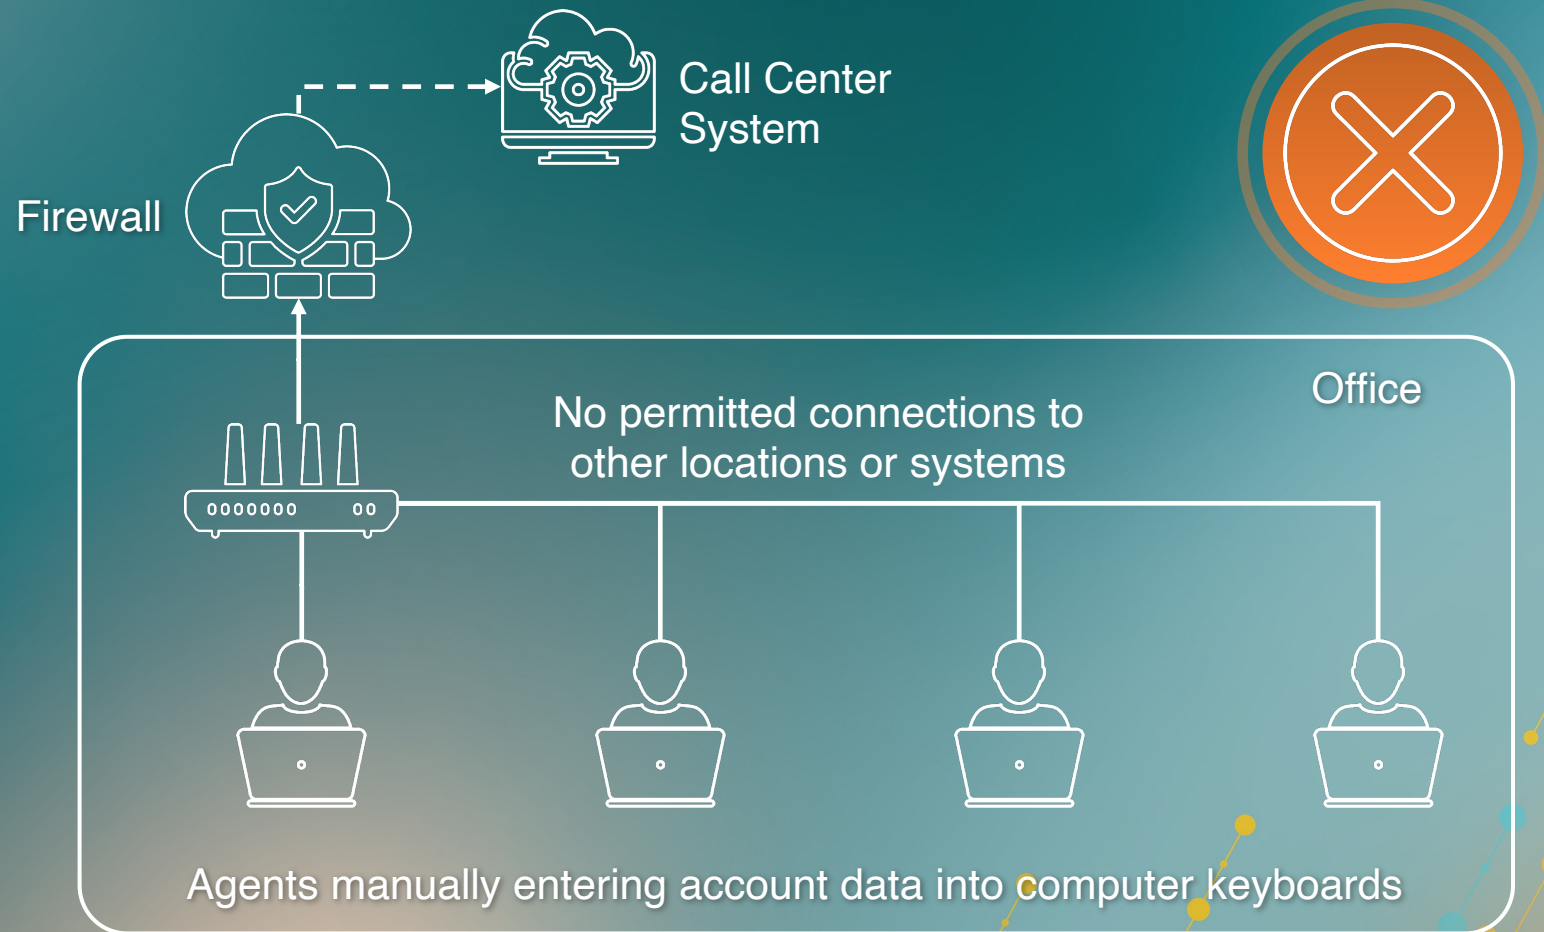 Call Center
System
Firewall
Office
No permitted connections to
other locations or systems
Agents manually entering account data into computer keyboards